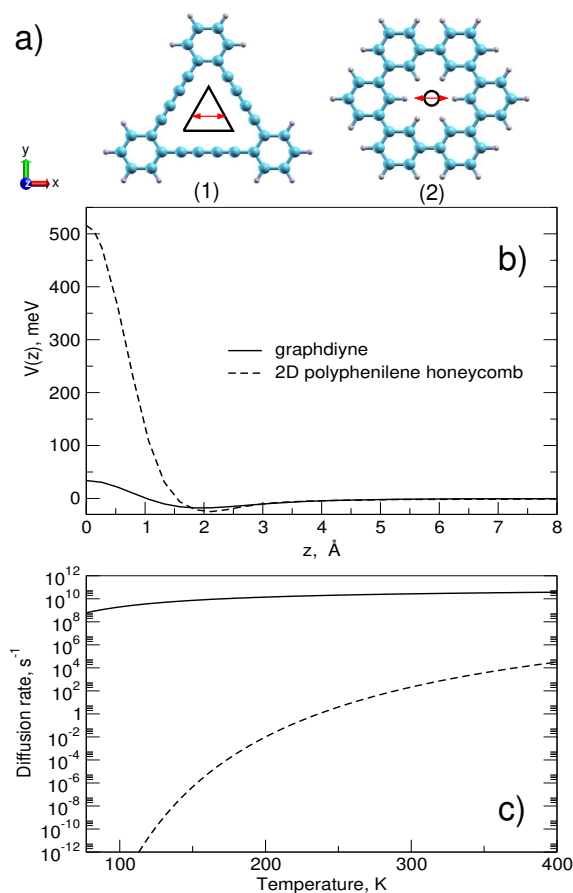 a)
y
z
x
(1)
(2)
b)
500
400
300
200
100
0
V(z), meV
graphdiyne
2D polyphenilene honeycomb
0 1 2 3 4 5 6 7 8
z, Å
10^12
10^10
10^8
10^6
10^4
10^2
1
10^-2
10^-4
10^-6
10^-8
10^-10
10^-12
Diffusion rate, s^-1
c)
100 200 300 400
Temperature, K